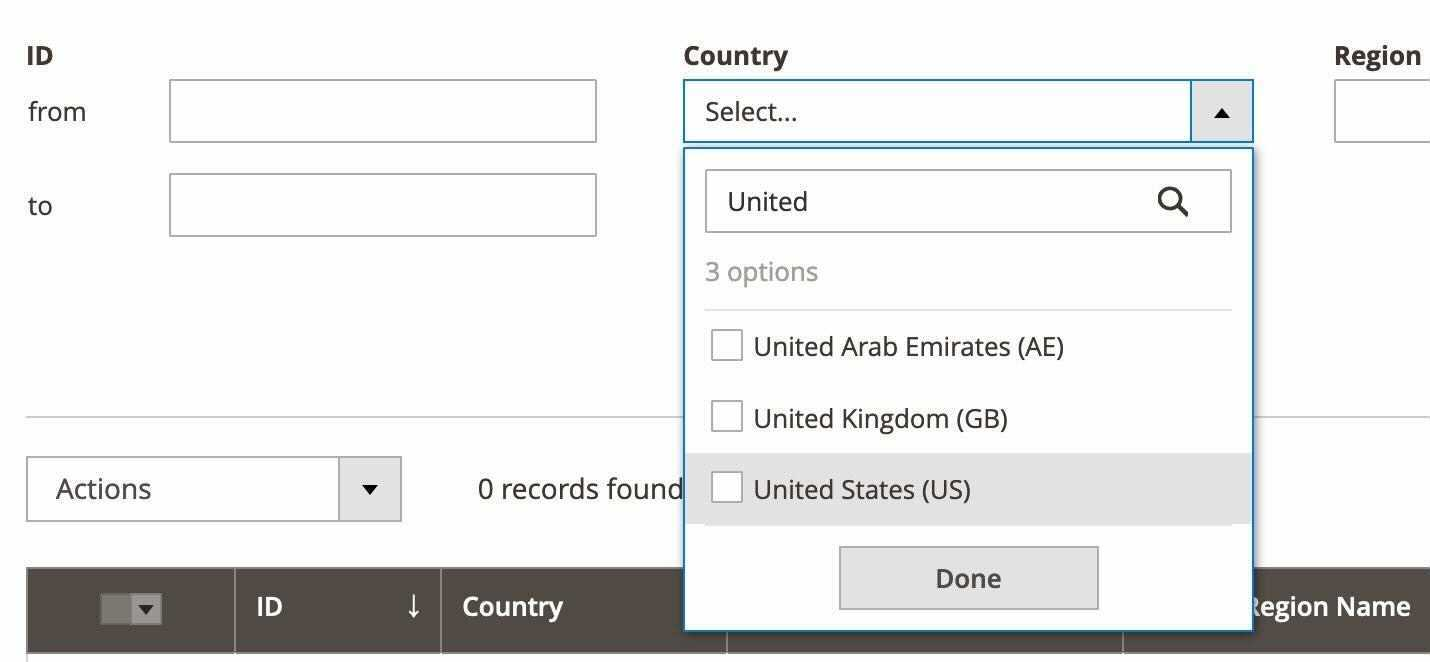 ID
Country
Region
from
Select...
to
United
3 options
United Arab Emirates (AE)
United Kingdom (GB)
Actions
0 records found
United States (US)
Done
ID
↓
Country
Region Name